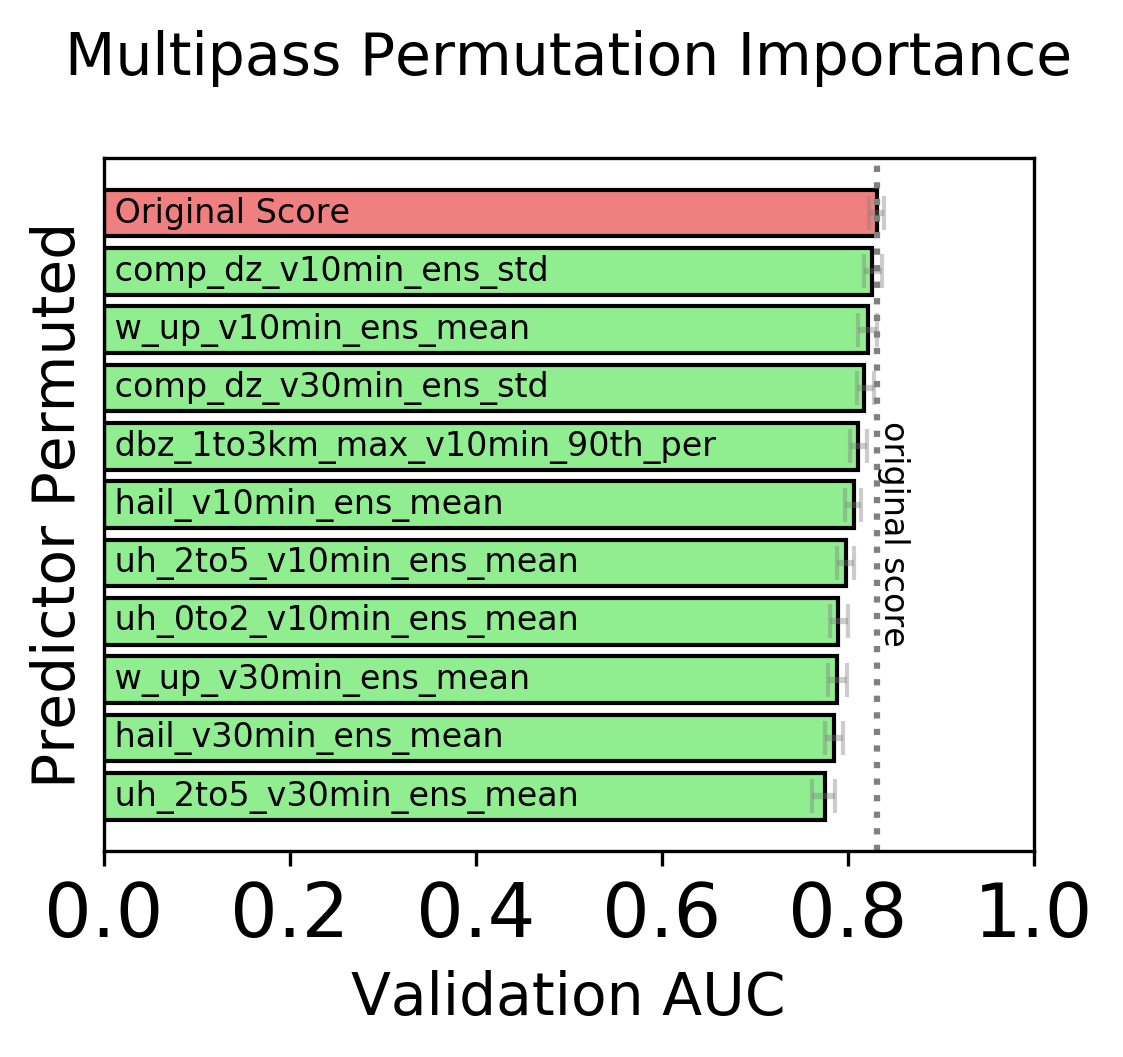 Multipass Permutation Importance
Predictor Permuted
Original Score
comp_dz_v10min_ens_std
w_up_v10min_ens_mean
comp_dz_v30min_ens_std
dbz_1to3km_max_v10min_90th_per
hail_v10min_ens_mean
uh_2to5_v10min_ens_mean
uh_0to2_v10min_ens_mean
w_up_v30min_ens_mean
hail_v30min_ens_mean
uh_2to5_v30min_ens_mean
original score
0.0 0.2 0.4 0.6 0.8 1.0
Validation AUC